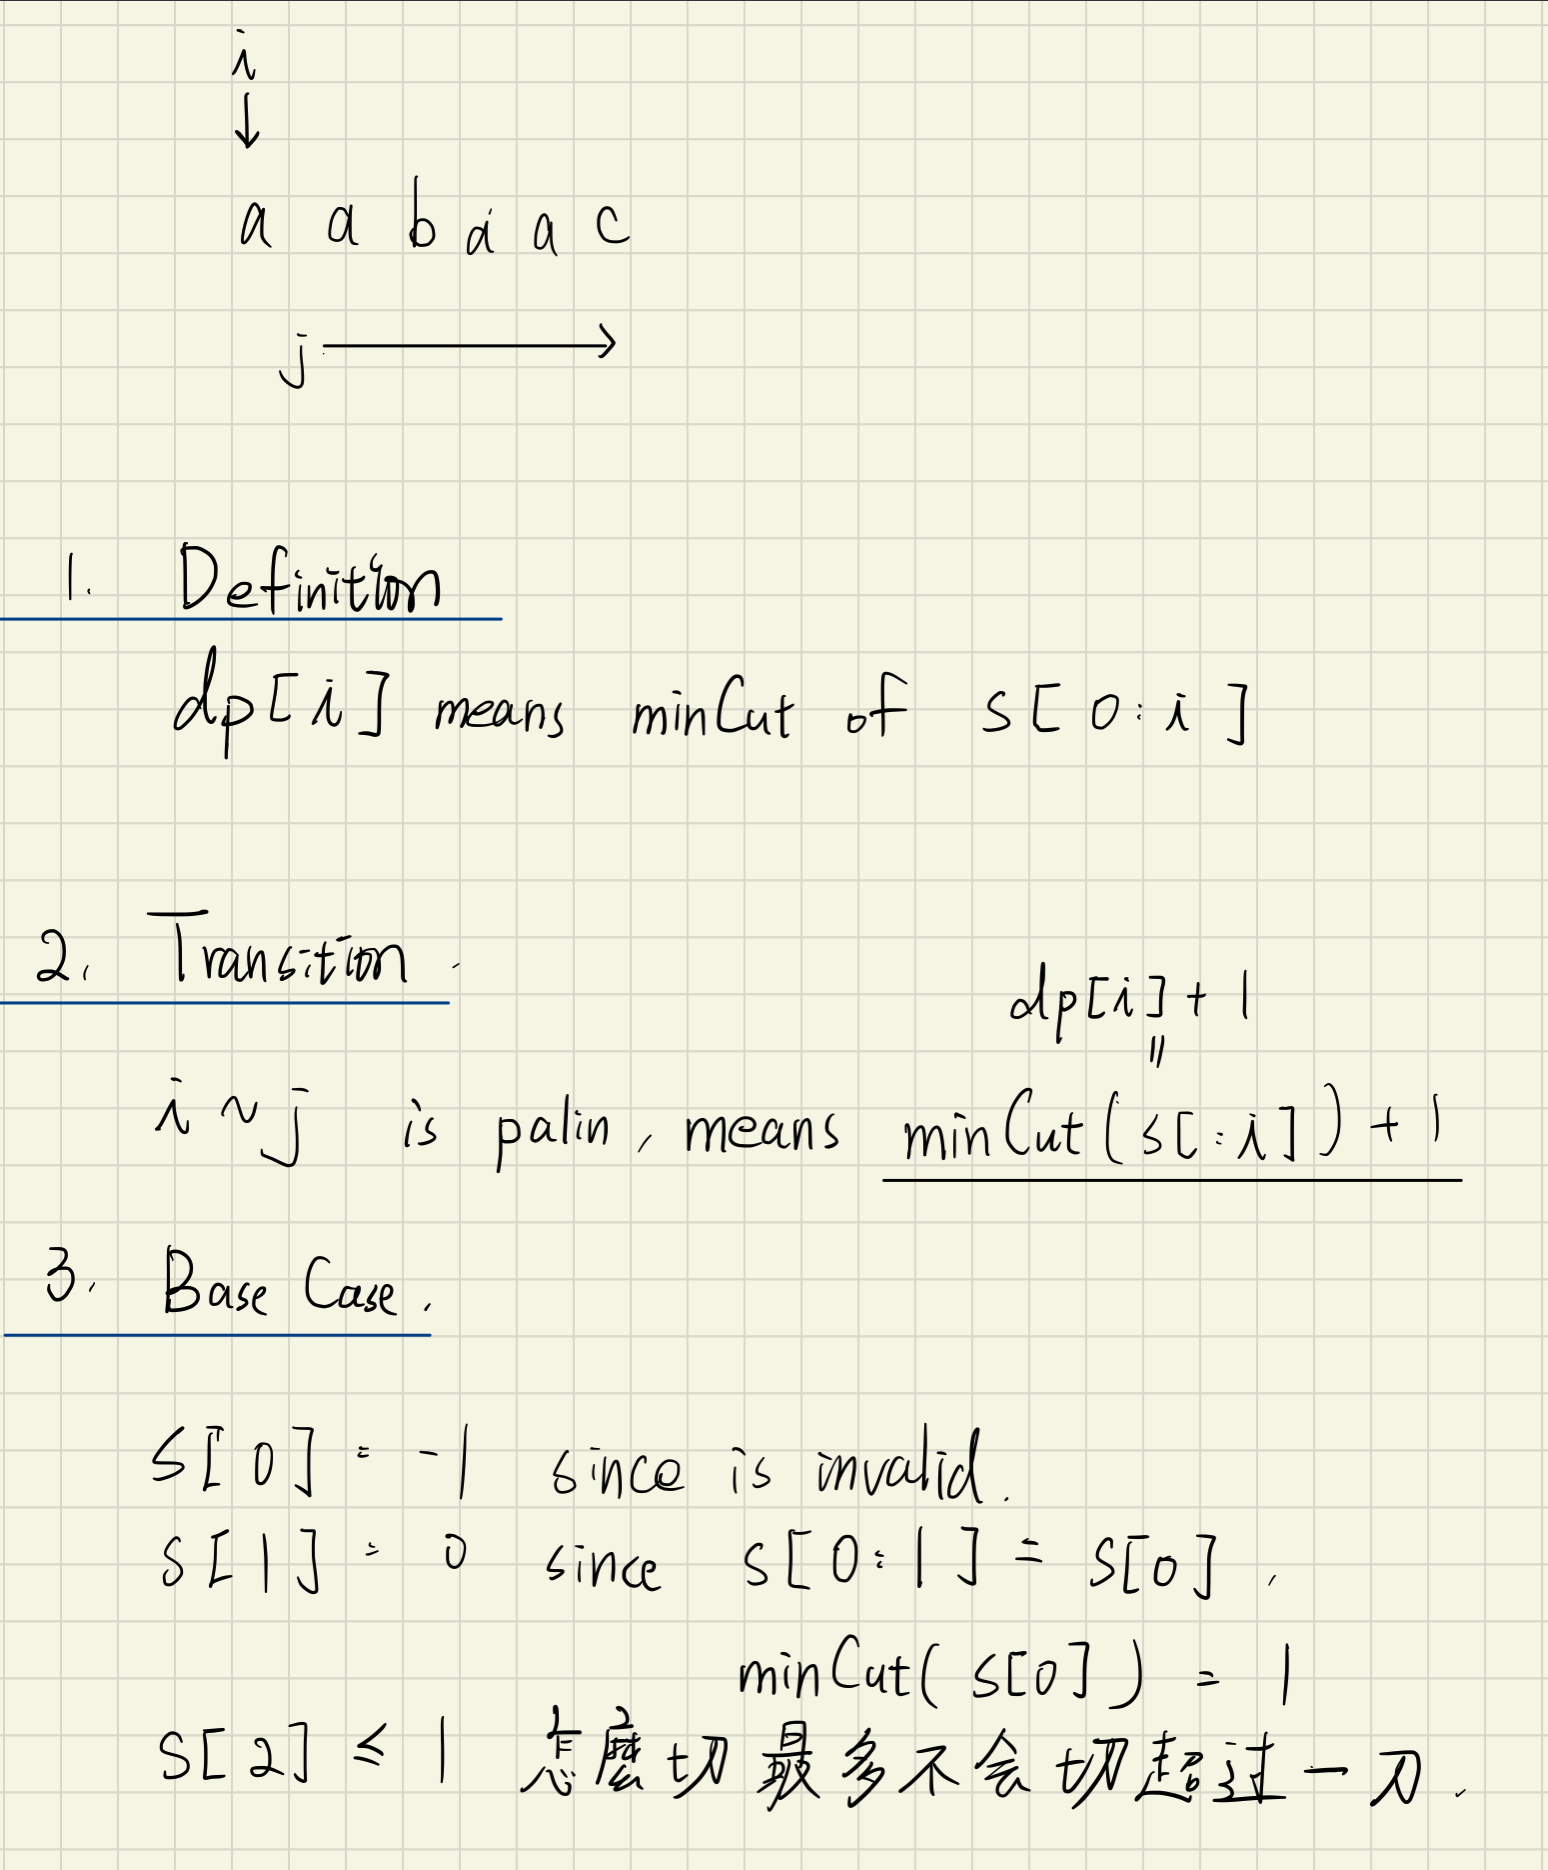 i
↓
a a b a a c
j →
1. Definition
dp[i] means minCut of s[0:i]
2. Transition.
dp[i]+1
=
i ~ j is palin, means minCut(s[:i])+1
3. Base Case.
s[0] = -1 since is invalid.
s[1] = 0 since s[0:1] = s[0].
minCut(s[0]) = 1
s[2] ≤ 1 怎麼切最多不会切超过一刀.